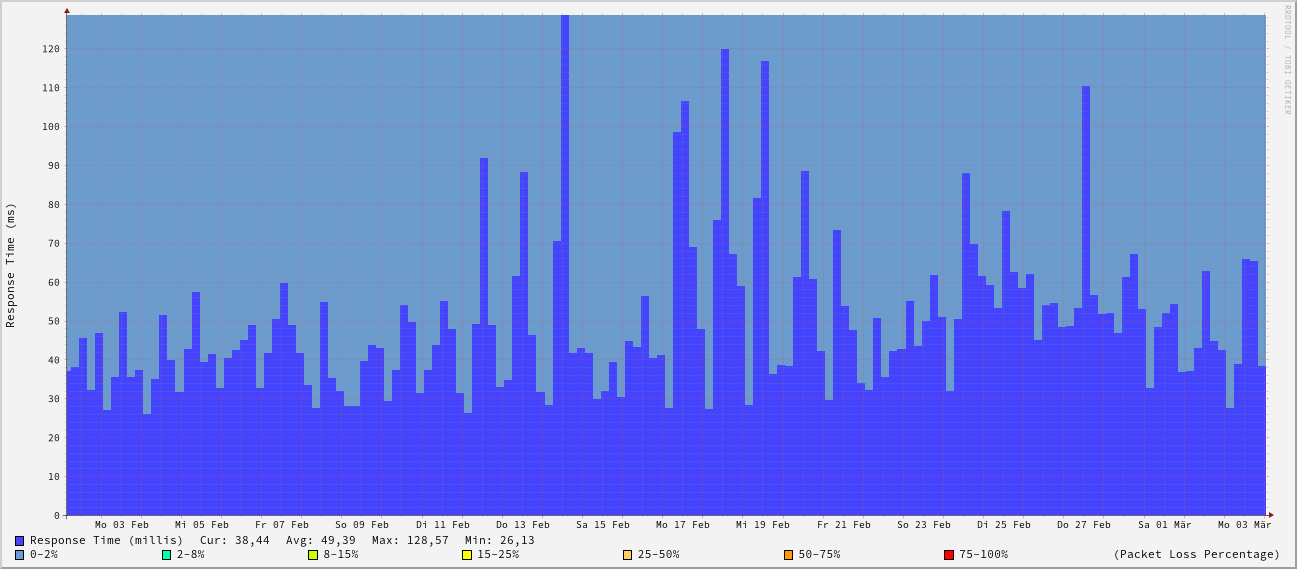 RRDTOOL / TOBI OETIKER
Response Time (ms)
120
110
100
90
80
70
60
50
40
30
20
10
0
Mo 03 Feb Mi 05 Feb Fr 07 Feb So 09 Feb Di 11 Feb Do 13 Feb Sa 15 Feb Mo 17 Feb Mi 19 Feb Fr 21 Feb So 23 Feb Di 25 Feb Do 27 Feb Sa 01 Mär Mo 03 Mär
Response Time (millis) Cur: 38,44 Avg: 49,39 Max: 128,57 Min: 26,13
0-2% 2-8% 8-15% 15-25% 25-50% 50-75% 75-100% (Packet Loss Percentage)